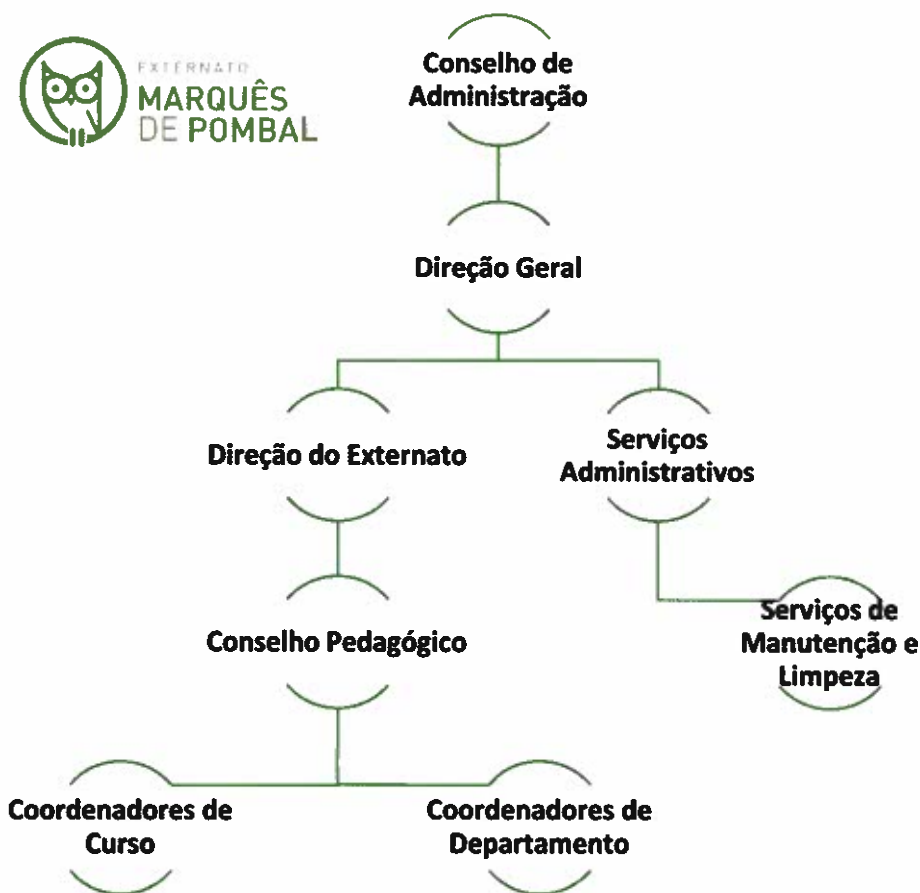 EXTERNATO
MARQUÊS
DE POMBAL
Conselho de
Administração
Direção Geral
Direção do Externato
Serviços
Administrativos
Conselho Pedagógico
Serviços de
Manutenção e
Limpeza
Coordenadores de
Curso
Coordenadores de
Departamento